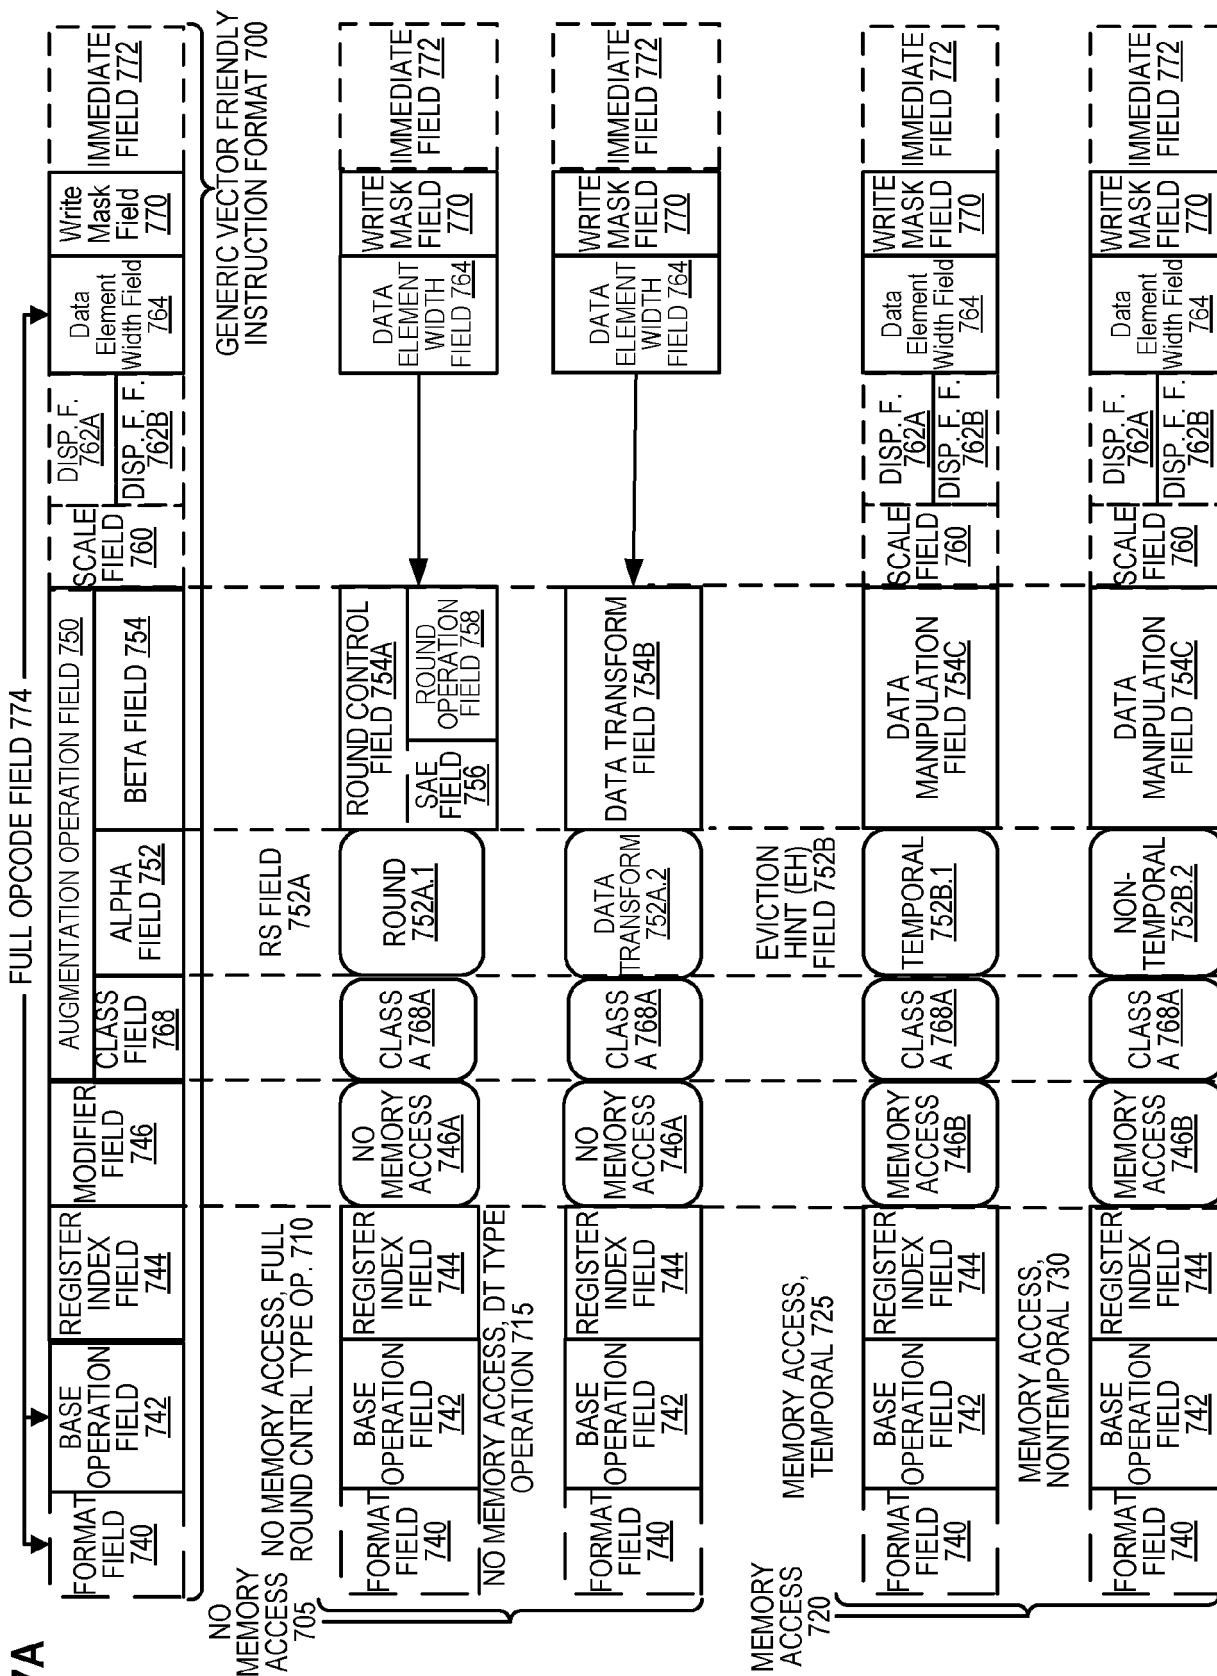 7A
FULL OPCODE FIELD 774
FORMAT
FIELD
740
BASE
OPERATION
FIELD
742
REGISTER
INDEX
FIELD
744
MODIFIER
FIELD
746
AUGMENTATION OPERATION FIELD 750
CLASS
FIELD
768
ALPHA
FIELD 752
BETA FIELD 754
SCALE
FIELD
760
DISP. F.
762A
DISP. F. F.
762B
Data
Element
Width Field
764
Write
Mask
Field
770
IMMEDIATE
FIELD 772
GENERIC VECTOR FRIENDLY
INSTRUCTION FORMAT 700
NO
MEMORY
ACCESS
705
NO MEMORY ACCESS, FULL
ROUND CNTRL TYPE OP. 710
RS FIELD
752A
FORMAT
FIELD
740
BASE
OPERATION
FIELD
742
REGISTER
INDEX
FIELD
744
NO
MEMORY
ACCESS
746A
CLASS
A 768A
ROUND
752A.1
ROUND CONTROL
FIELD 754A
SAE
FIELD
756
ROUND
OPERATION
FIELD 758
DATA
ELEMENT
WIDTH
FIELD 764
WRITE
MASK
FIELD
770
IMMEDIATE
FIELD 772
NO MEMORY ACCESS, DT TYPE
OPERATION 715
FORMAT
FIELD
740
BASE
OPERATION
FIELD
742
REGISTER
INDEX
FIELD
744
NO
MEMORY
ACCESS
746A
CLASS
A 768A
DATA
TRANSFORM
752A.2
DATA TRANSFORM
FIELD 754B
DATA
ELEMENT
WIDTH
FIELD 764
WRITE
MASK
FIELD
770
IMMEDIATE
FIELD 772
MEMORY
ACCESS
720
MEMORY ACCESS,
TEMPORAL 725
EVICTION
HINT (EH)
FIELD 752B
FORMAT
FIELD
740
BASE
OPERATION
FIELD
742
REGISTER
INDEX
FIELD
744
MEMORY
ACCESS
746B
CLASS
A 768A
TEMPORAL
752B.1
DATA
MANIPULATION
FIELD 754C
SCALE
FIELD
760
DISP. F.
762A
DISP. F. F.
762B
Data
Element
Width Field
764
WRITE
MASK
FIELD
770
IMMEDIATE
FIELD 772
MEMORY ACCESS,
NONTEMPORAL 730
FORMAT
FIELD
740
BASE
OPERATION
FIELD
742
REGISTER
INDEX
FIELD
744
MEMORY
ACCESS
746B
CLASS
A 768A
NON-
TEMPORAL
752B.2
DATA
MANIPULATION
FIELD 754C
SCALE
FIELD
760
DISP. F.
762A
DISP. F. F.
762B
Data
Element
Width Field
764
WRITE
MASK
FIELD
770
IMMEDIATE
FIELD 772